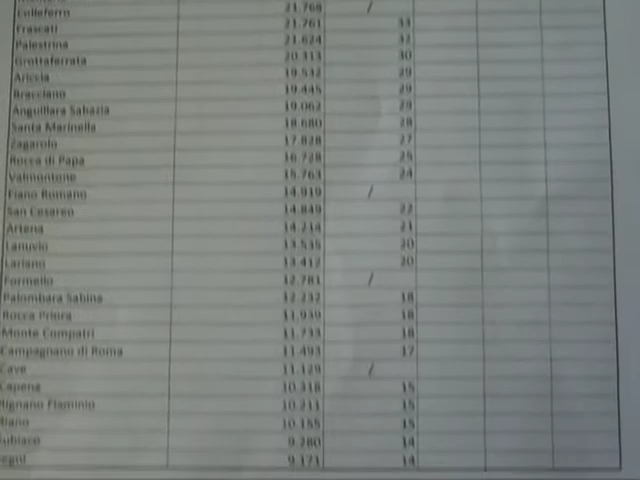 Colleferro 21.768 /
Frascati 21.761 33
Palestrina 21.624 32
Grottaferrata 20.313 30
Ariccia 19.532 29
Bracciano 19.445 29
Anguillara Sabazia 19.062 29
Santa Marinella 18.680 28
Zagarolo 17.828 27
Rocca di Papa 16.728 25
Valmontone 15.763 24
Fiano Romano 14.919 /
San Cesareo 14.849 22
Artena 14.214 21
Lanuvio 13.535 20
Lariano 13.412 20
Formello 12.781 /
Palombara Sabina 12.232 18
Rocca Priora 11.939 18
Monte Compatri 11.733 18
Campagnano di Roma 11.493 17
Cave 11.129 /
Capena 10.318 15
Rignano Flaminio 10.211 15
Riano 10.155 15
Subiaco 9.280 14
Segni 9.171 14